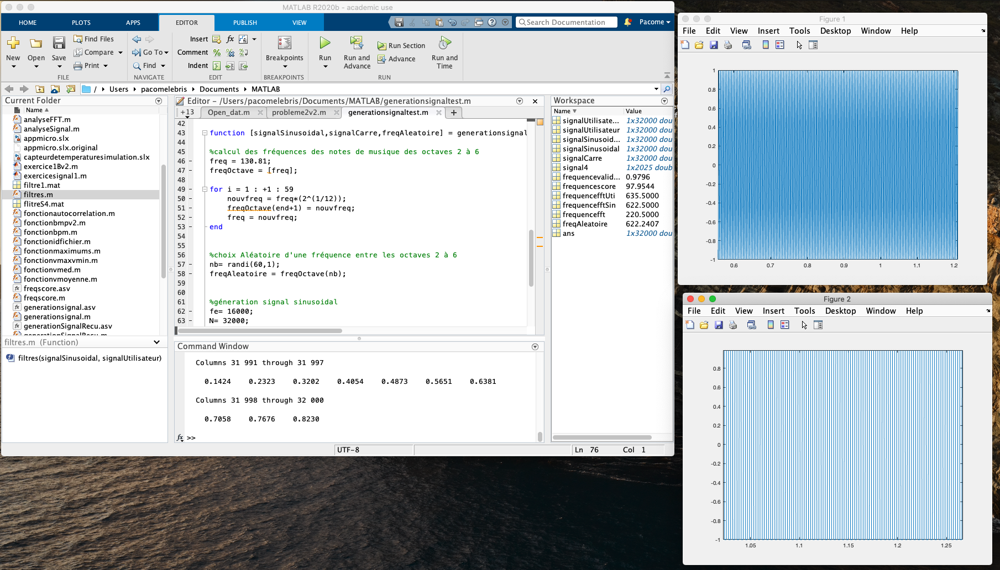 MATLAB R2020b - academic use
HOME PLOTS APPS EDITOR PUBLISH VIEW Search Documentation Pacome
New Open Save Find Files Compare Print
FILE
Go To Find
NAVIGATE
Insert fx
Comment %
Indent
EDIT
Breakpoints
BREAKPOINTS
Run Run and Advance Run Section Advance Run and Time
RUN
/ Users pacomelebris Documents MATLAB
Current Folder
Name
analyseFFT.m
analyseSignal.m
appmicro.slx
appmicro.slx.original
capteurdetemperaturesimulation.slx
exercice1Bv2.m
exercicesignal1.m
filtre1.mat
filtres.m
flitreS4.mat
fonctionautocorrelation.m
fonctionbmpv2.m
fonctionbpm.m
fonctionidfichier.m
fonctionmaximums.m
fonctionvmaxvmin.m
fonctionvmed.m
fonctionvmoyenne.m
freqscore.asv
freqscore.m
generationsignal.asv
generationsignal.m
generationSignalRecu.asv
generationSignalRecu.m
filtres.m (Function)
filtres(signalSinusoidal, signalUtilisateur)
Editor - /Users/pacomelebris/Documents/MATLAB/generationsignaltest.m
+13 Open_dat.m probleme2v2.m generationsignaltest.m +
42
43 function [signalSinusoidal,signalCarre,freqAleatoire] = generationsignal
44
45 %calcul des fréquences des notes de musique des octaves 2 à 6
46 - freq = 130.81;
47 - freqOctave = [freq];
48
49 - for i = 1 : +1 : 59
50 - nouvfreq = freq*(2^(1/12));
51 - freqOctave(end+1) = nouvfreq;
52 - freq = nouvfreq;
53 - end
54
55
56 %choix Aléatoire d'une fréquence entre les octaves 2 à 6
57 - nb= randi(60,1);
58 - freqAleatoire = freqOctave(nb);
59
60
61 %géneration signal sinusoidal
62 - fe= 16000;
63 - N= 32000;
Command Window
Columns 31 991 through 31 997
0.1424 0.2323 0.3202 0.4054 0.4873 0.5651 0.6381
Columns 31 998 through 32 000
0.7058 0.7676 0.8230
fx >>
UTF-8 Ln 76 Col 1
Workspace
Name Value
signalUtilisate... 1x32000 dou
signalUtilisateur 1x32000 dou
signalSinusoid... 1x32000 dou
signalSinusoidal 1x32000 dou
signalCarre 1x32000 dou
signal4 1x2025 doub
frequencevalid... 0.9796
frequencescore 97.9544
frequencefftUti 635.5000
frequencefftSin 622.5000
frequencefft 220.5000
freqAleatoire 622.2407
ans 1x32000 dou
Figure 1
File Edit View Insert Tools Desktop Window Help
1
0.8
0.6
0.4
0.2
0
-0.2
-0.4
-0.6
-0.8
-1
0.6 0.7 0.8 0.9 1 1.1 1.2
Figure 2
File Edit View Insert Tools Desktop Window Help
0.8
0.6
0.4
0.2
0
-0.2
-0.4
-0.6
-0.8
-1
1.05 1.1 1.15 1.2 1.25